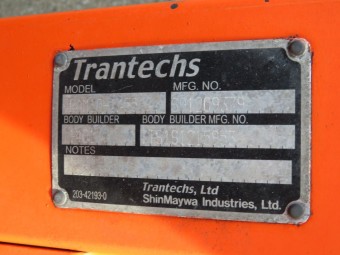 Trantechs
MODEL MFG. NO.
BODY BUILDER BODY BUILDER MFG. NO.
NOTES
Trantechs, Ltd
203-42193-0 ShinMaywa Industries, Ltd.